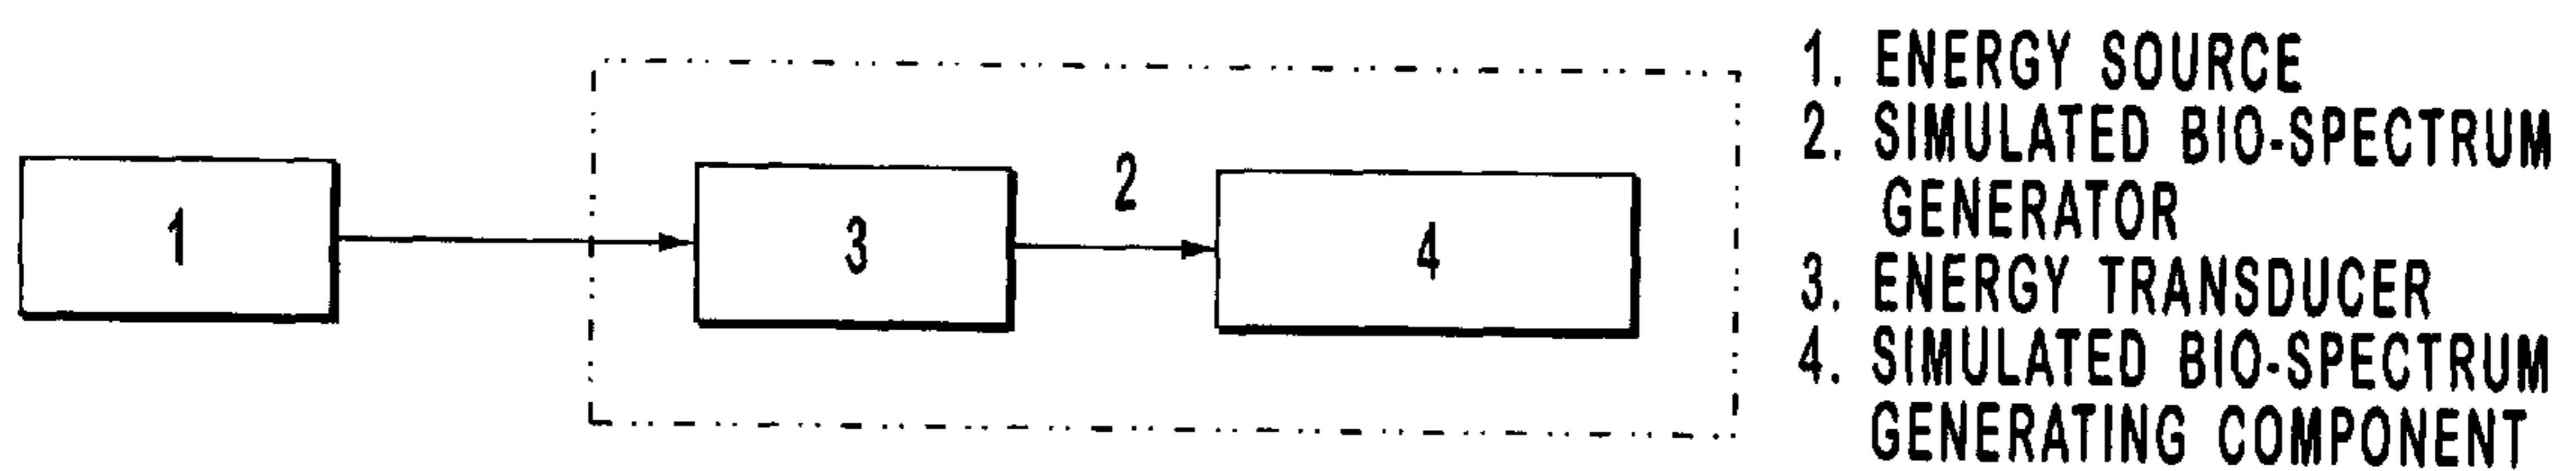 1
3
2
4
1. ENERGY SOURCE
2. SIMULATED BIO-SPECTRUM
GENERATOR
3. ENERGY TRANSDUCER
4. SIMULATED BIO-SPECTRUM
GENERATING COMPONENT